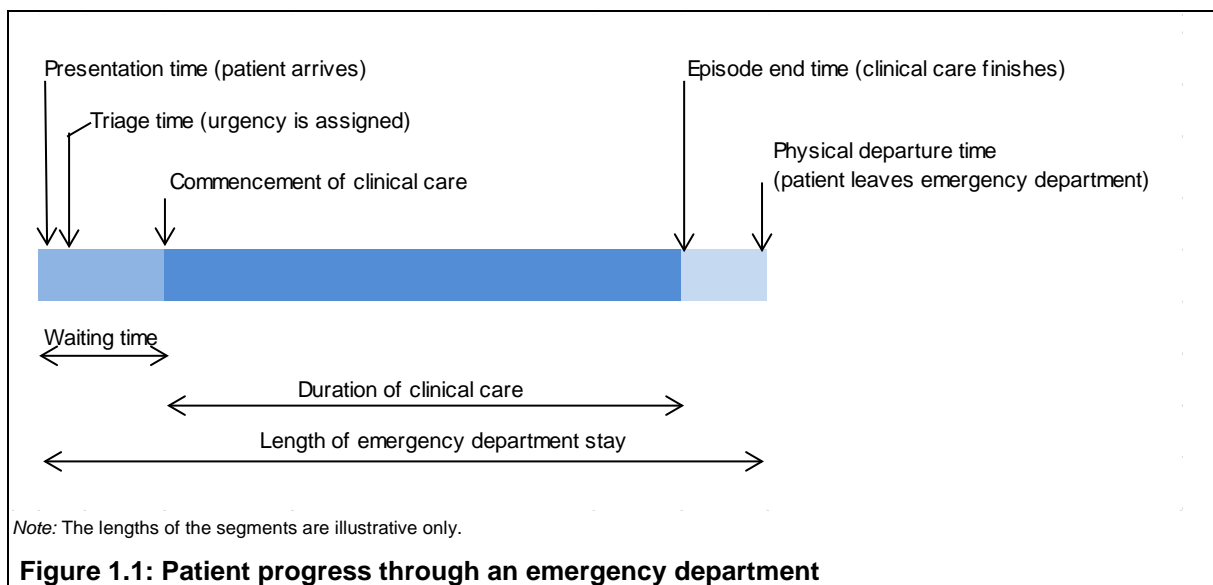 Presentation time (patient arrives)
Episode end time (clinical care finishes)
Triage time (urgency is assigned)
Physical departure time
(patient leaves emergency department)
Commencement of clinical care
Waiting time
Duration of clinical care
Length of emergency department stay
Note: The lengths of the segments are illustrative only.
Figure 1.1: Patient progress through an emergency department